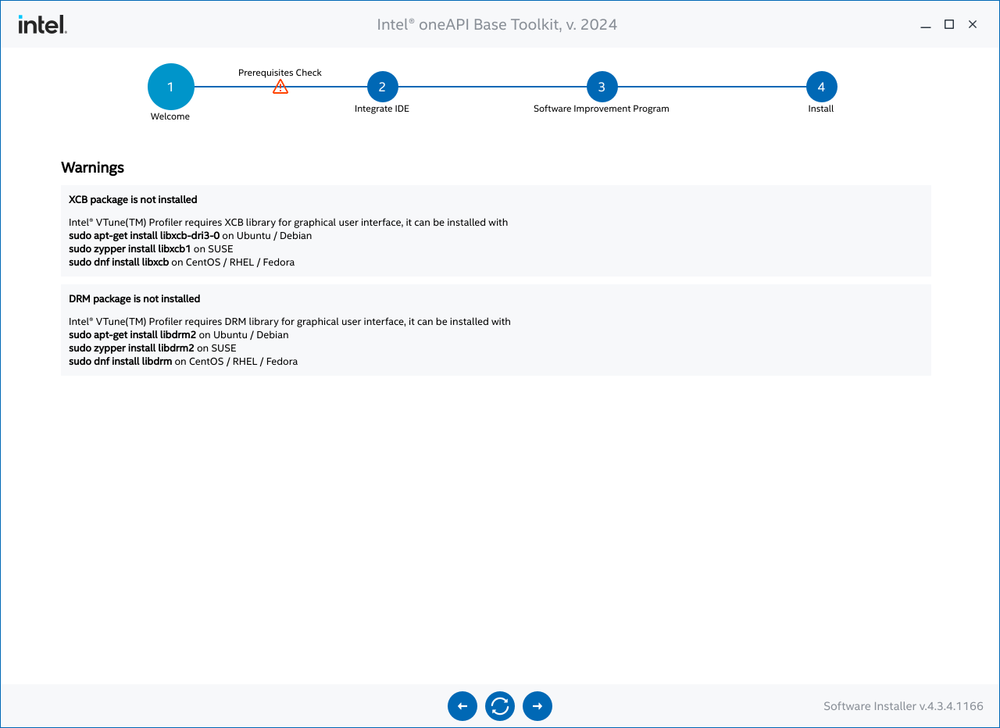 intel.
Intel® oneAPI Base Toolkit, v. 2024
Prerequisites Check
1
2
3
4
Welcome
Integrate IDE
Software Improvement Program
Install
Warnings
XCB package is not installed
Intel® VTune(TM) Profiler requires XCB library for graphical user interface, it can be installed with
sudo apt-get install libxcb-dri3-0 on Ubuntu / Debian
sudo zypper install libxcb1 on SUSE
sudo dnf install libxcb on CentOS / RHEL / Fedora
DRM package is not installed
Intel® VTune(TM) Profiler requires DRM library for graphical user interface, it can be installed with
sudo apt-get install libdrm2 on Ubuntu / Debian
sudo zypper install libdrm2 on SUSE
sudo dnf install libdrm on CentOS / RHEL / Fedora
Software Installer v.4.3.4.1166